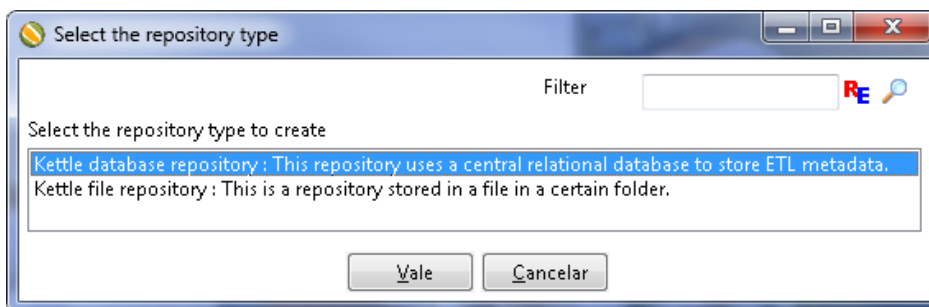 Select the repository type
Filter
RE
Select the repository type to create
Kettle database repository : This repository uses a central relational database to store ETL metadata.
Kettle file repository : This is a repository stored in a file in a certain folder.
Vale Cancelar